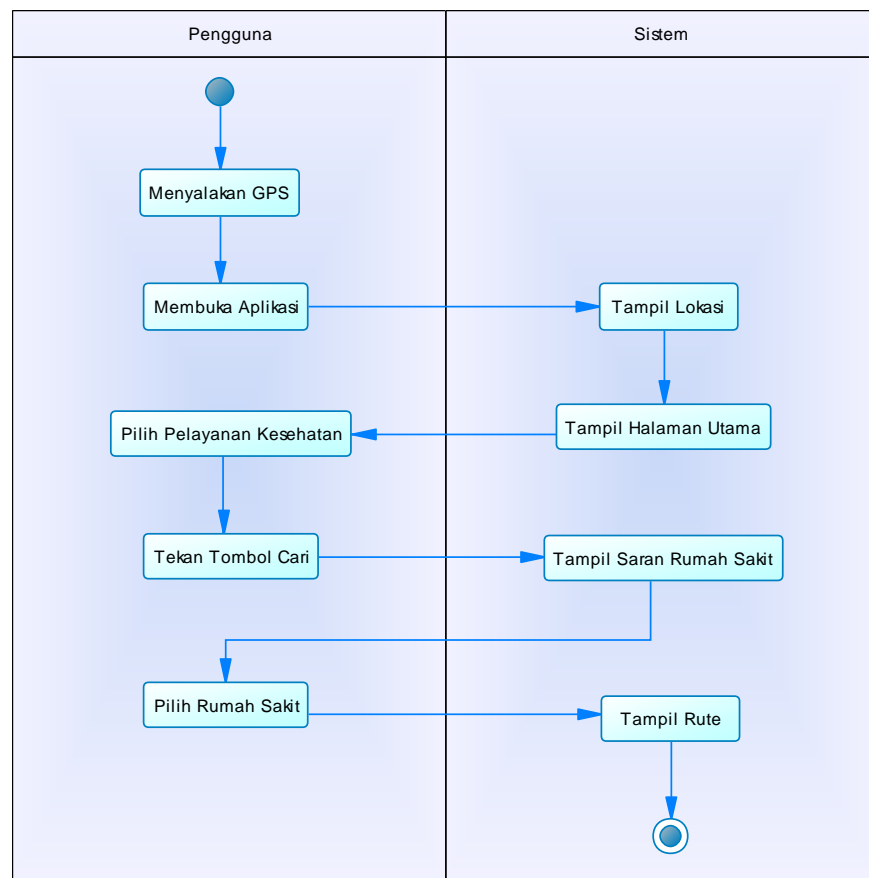 Pengguna
Sistem
Menyalakan GPS
Membuka Aplikasi
Tampil Lokasi
Tampil Halaman Utama
Pilih Pelayanan Kesehatan
Tekan Tombol Cari
Tampil Saran Rumah Sakit
Pilih Rumah Sakit
Tampil Rute